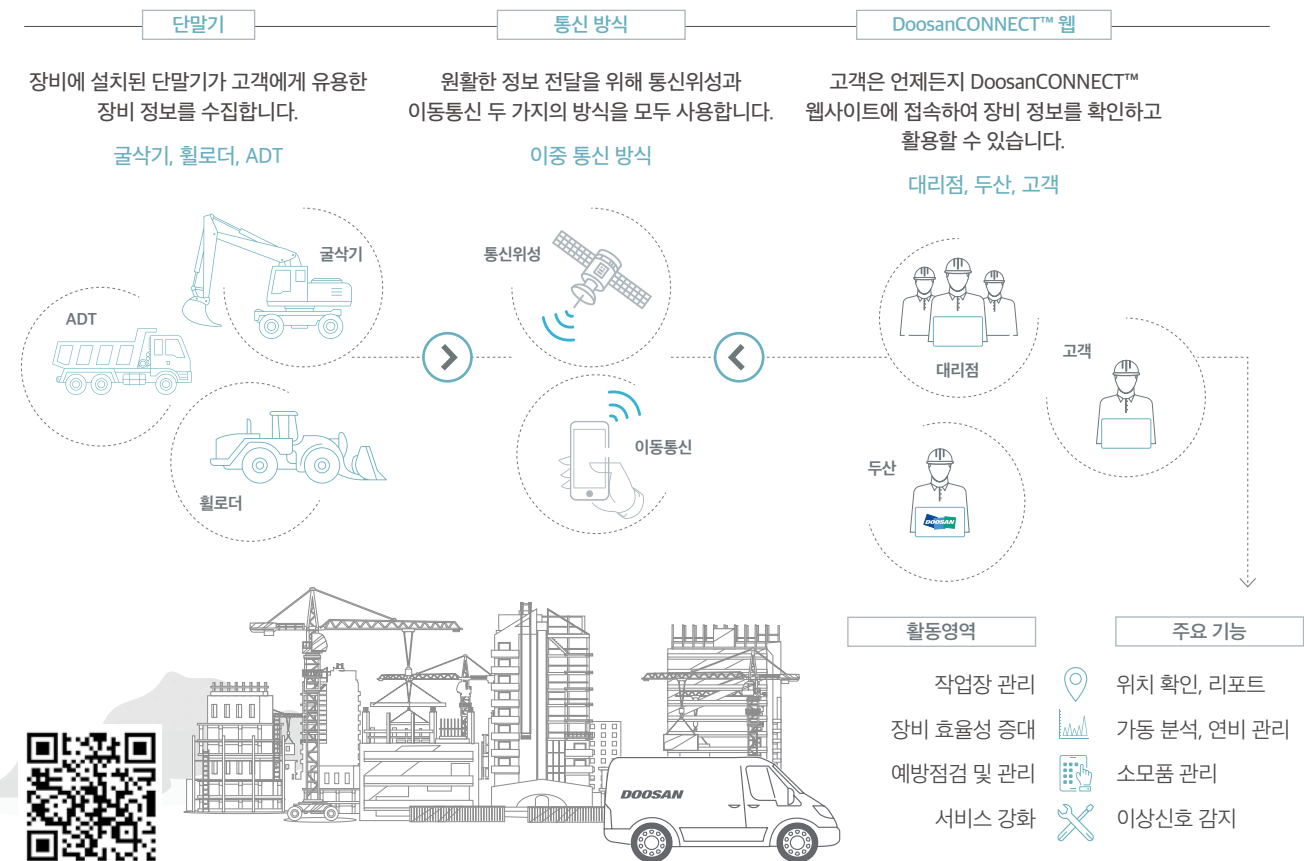 단말기
장비에 설치된 단말기가 고객에게 유용한
장비 정보를 수집합니다.
굴삭기, 휠로더, ADT
굴삭기
ADT
휠로더
통신 방식
원활한 정보 전달을 위해 통신위성과
이동통신 두 가지의 방식을 모두 사용합니다.
이중 통신 방식
통신위성
이동통신
DoosanCONNECT™ 웹
고객은 언제든지 DoosanCONNECT™
웹사이트에 접속하여 장비 정보를 확인하고
활용할 수 있습니다.
대리점, 두산, 고객
대리점
고객
두산
DOOSAN
DOOSAN
활동영역 주요 기능
작업장 관리 위치 확인, 리포트
장비 효율성 증대 가동 분석, 연비 관리
예방점검 및 관리 소모품 관리
서비스 강화 이상신호 감지